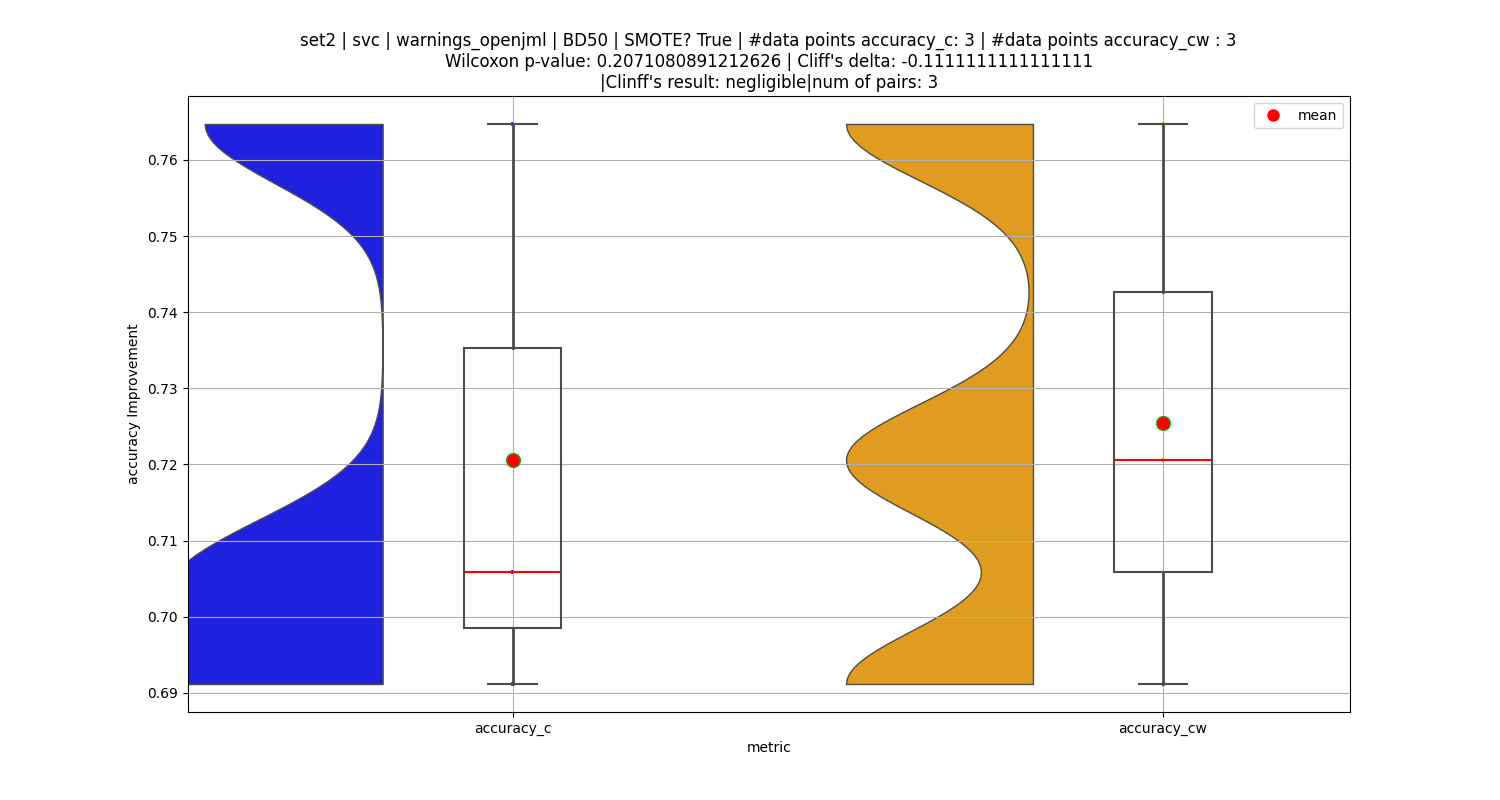 set2 | svc | warnings_openjml | BD50 | SMOTE? True | #data points accuracy_c: 3 | #data points accuracy_cw : 3
Wilcoxon p-value: 0.2071080891212626 | Cliff's delta: -0.1111111111111111
|Clinff's result: negligible|num of pairs: 3
mean
0.76
0.75
0.74
0.73
0.72
0.71
0.70
0.69
accuracy Improvement
accuracy_c
accuracy_cw
metric